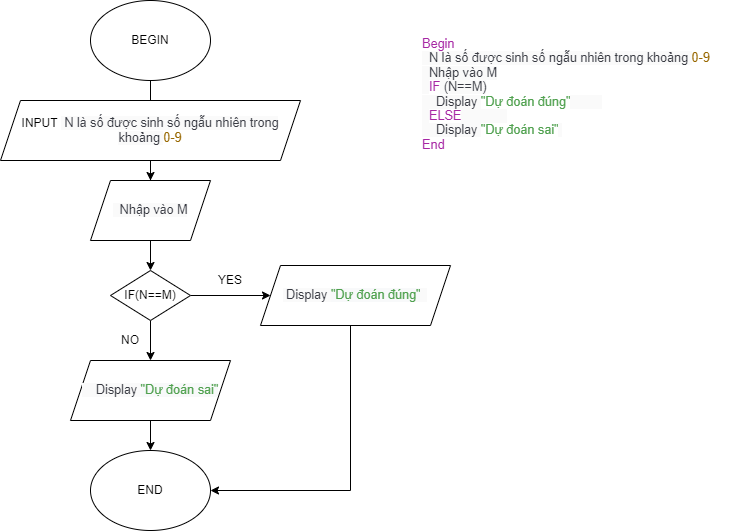 BEGIN
INPUT N là số được sinh số ngẫu nhiên trong
khoảng 0-9
Nhập vào M
IF(N==M)
YES
Display "Dự đoán đúng"
NO
Display "Dự đoán sai"
END
Begin
N là số được sinh số ngẫu nhiên trong khoảng 0-9
Nhập vào M
IF (N==M)
Display "Dự đoán đúng"
ELSE
Display "Dự đoán sai"
End